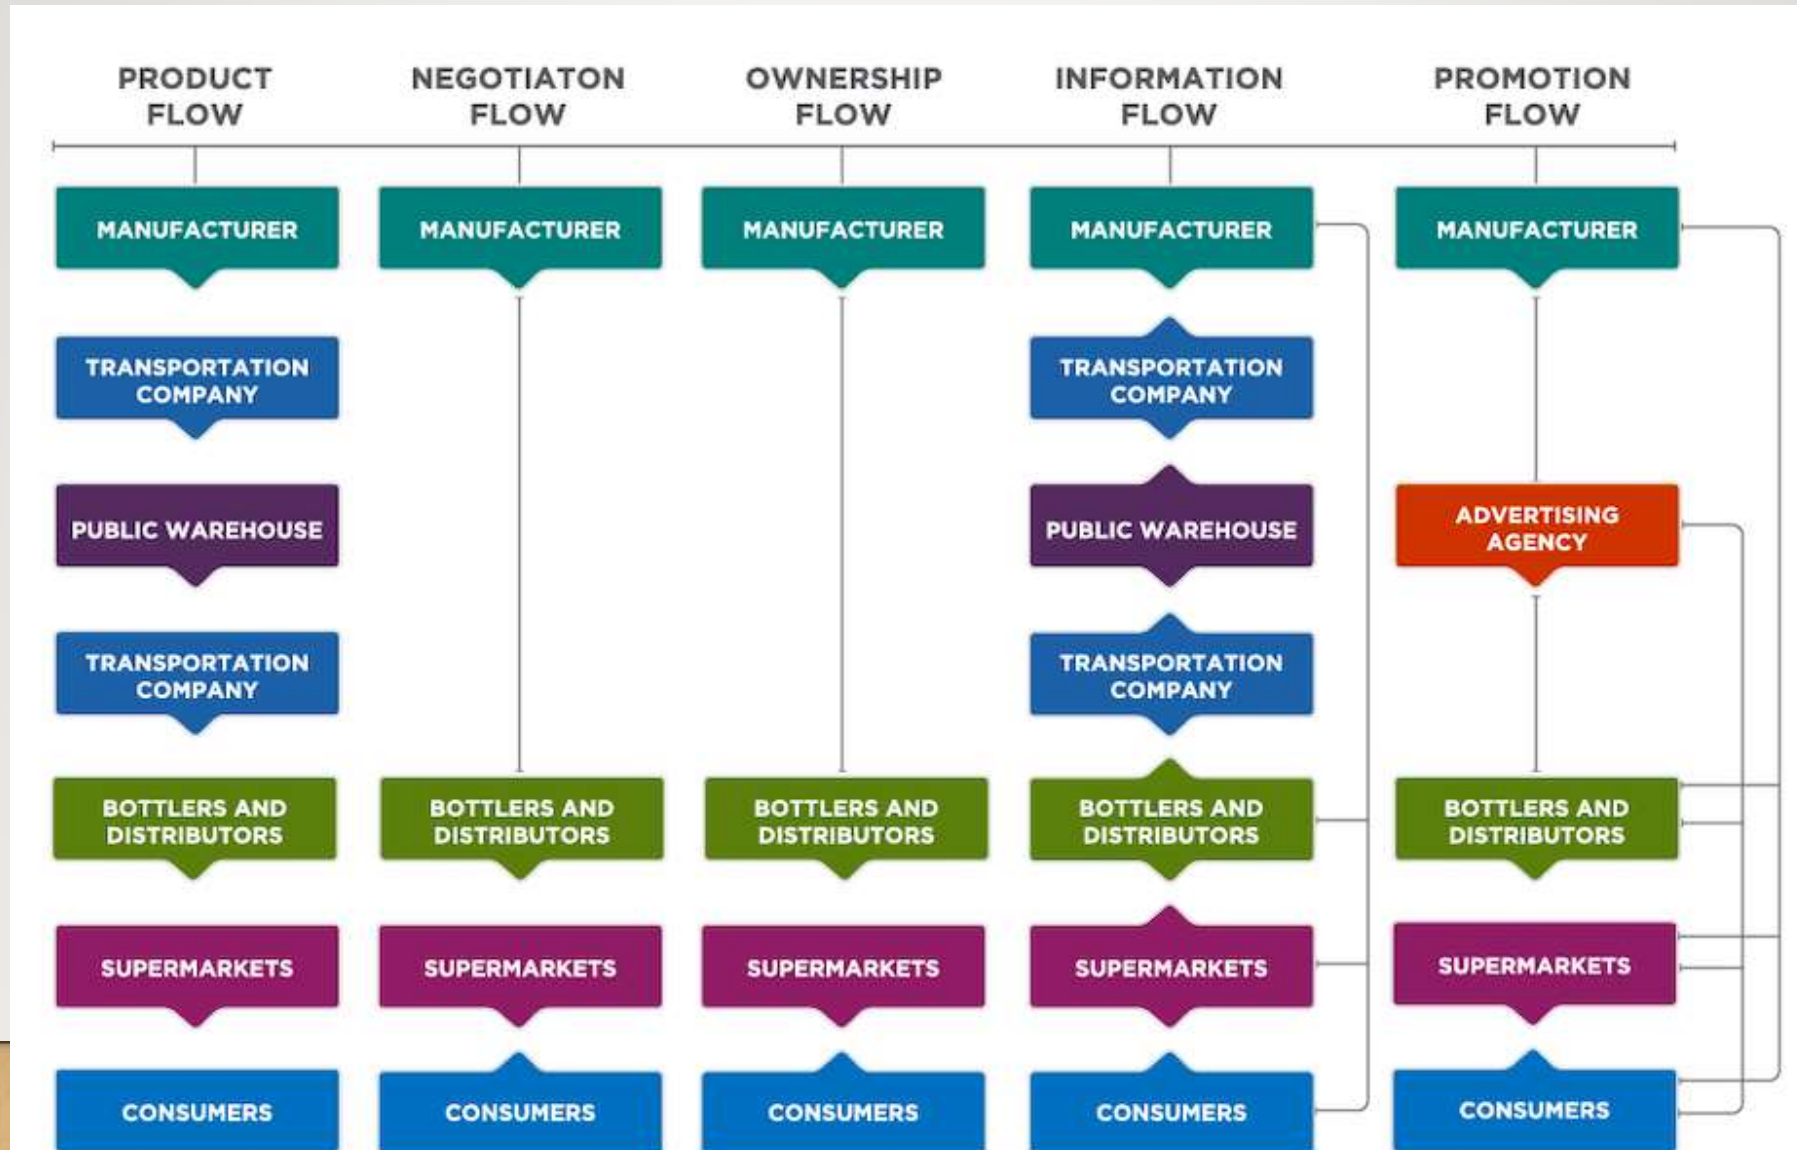 PRODUCT
FLOW
NEGOTIATON
FLOW
OWNERSHIP
FLOW
INFORMATION
FLOW
PROMOTION
FLOW
MANUFACTURER
MANUFACTURER
MANUFACTURER
MANUFACTURER
MANUFACTURER
TRANSPORTATION
COMPANY
TRANSPORTATION
COMPANY
PUBLIC WAREHOUSE
PUBLIC WAREHOUSE
ADVERTISING
AGENCY
TRANSPORTATION
COMPANY
TRANSPORTATION
COMPANY
BOTTLERS AND
DISTRIBUTORS
BOTTLERS AND
DISTRIBUTORS
BOTTLERS AND
DISTRIBUTORS
BOTTLERS AND
DISTRIBUTORS
BOTTLERS AND
DISTRIBUTORS
SUPERMARKETS
SUPERMARKETS
SUPERMARKETS
SUPERMARKETS
SUPERMARKETS
CONSUMERS
CONSUMERS
CONSUMERS
CONSUMERS
CONSUMERS